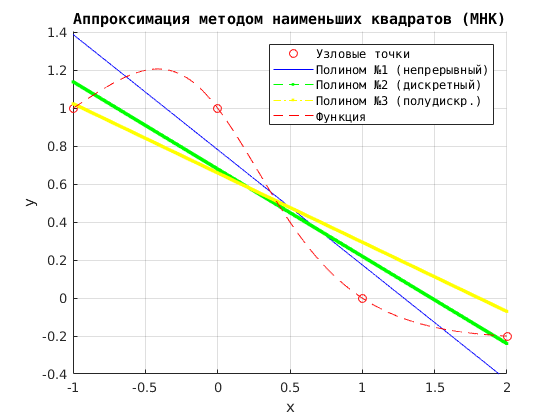 Аппроксимация методом наименьших квадратов (МНК)
1.4
1.2
1
0.8
0.6
0.4
0.2
0
-0.2
-0.4
y
Узловые точки
Полином №1 (непрерывный)
Полином №2 (дискретный)
Полином №3 (полудискр.)
Функция
-1
-0.5
0
0.5
1
1.5
2
x